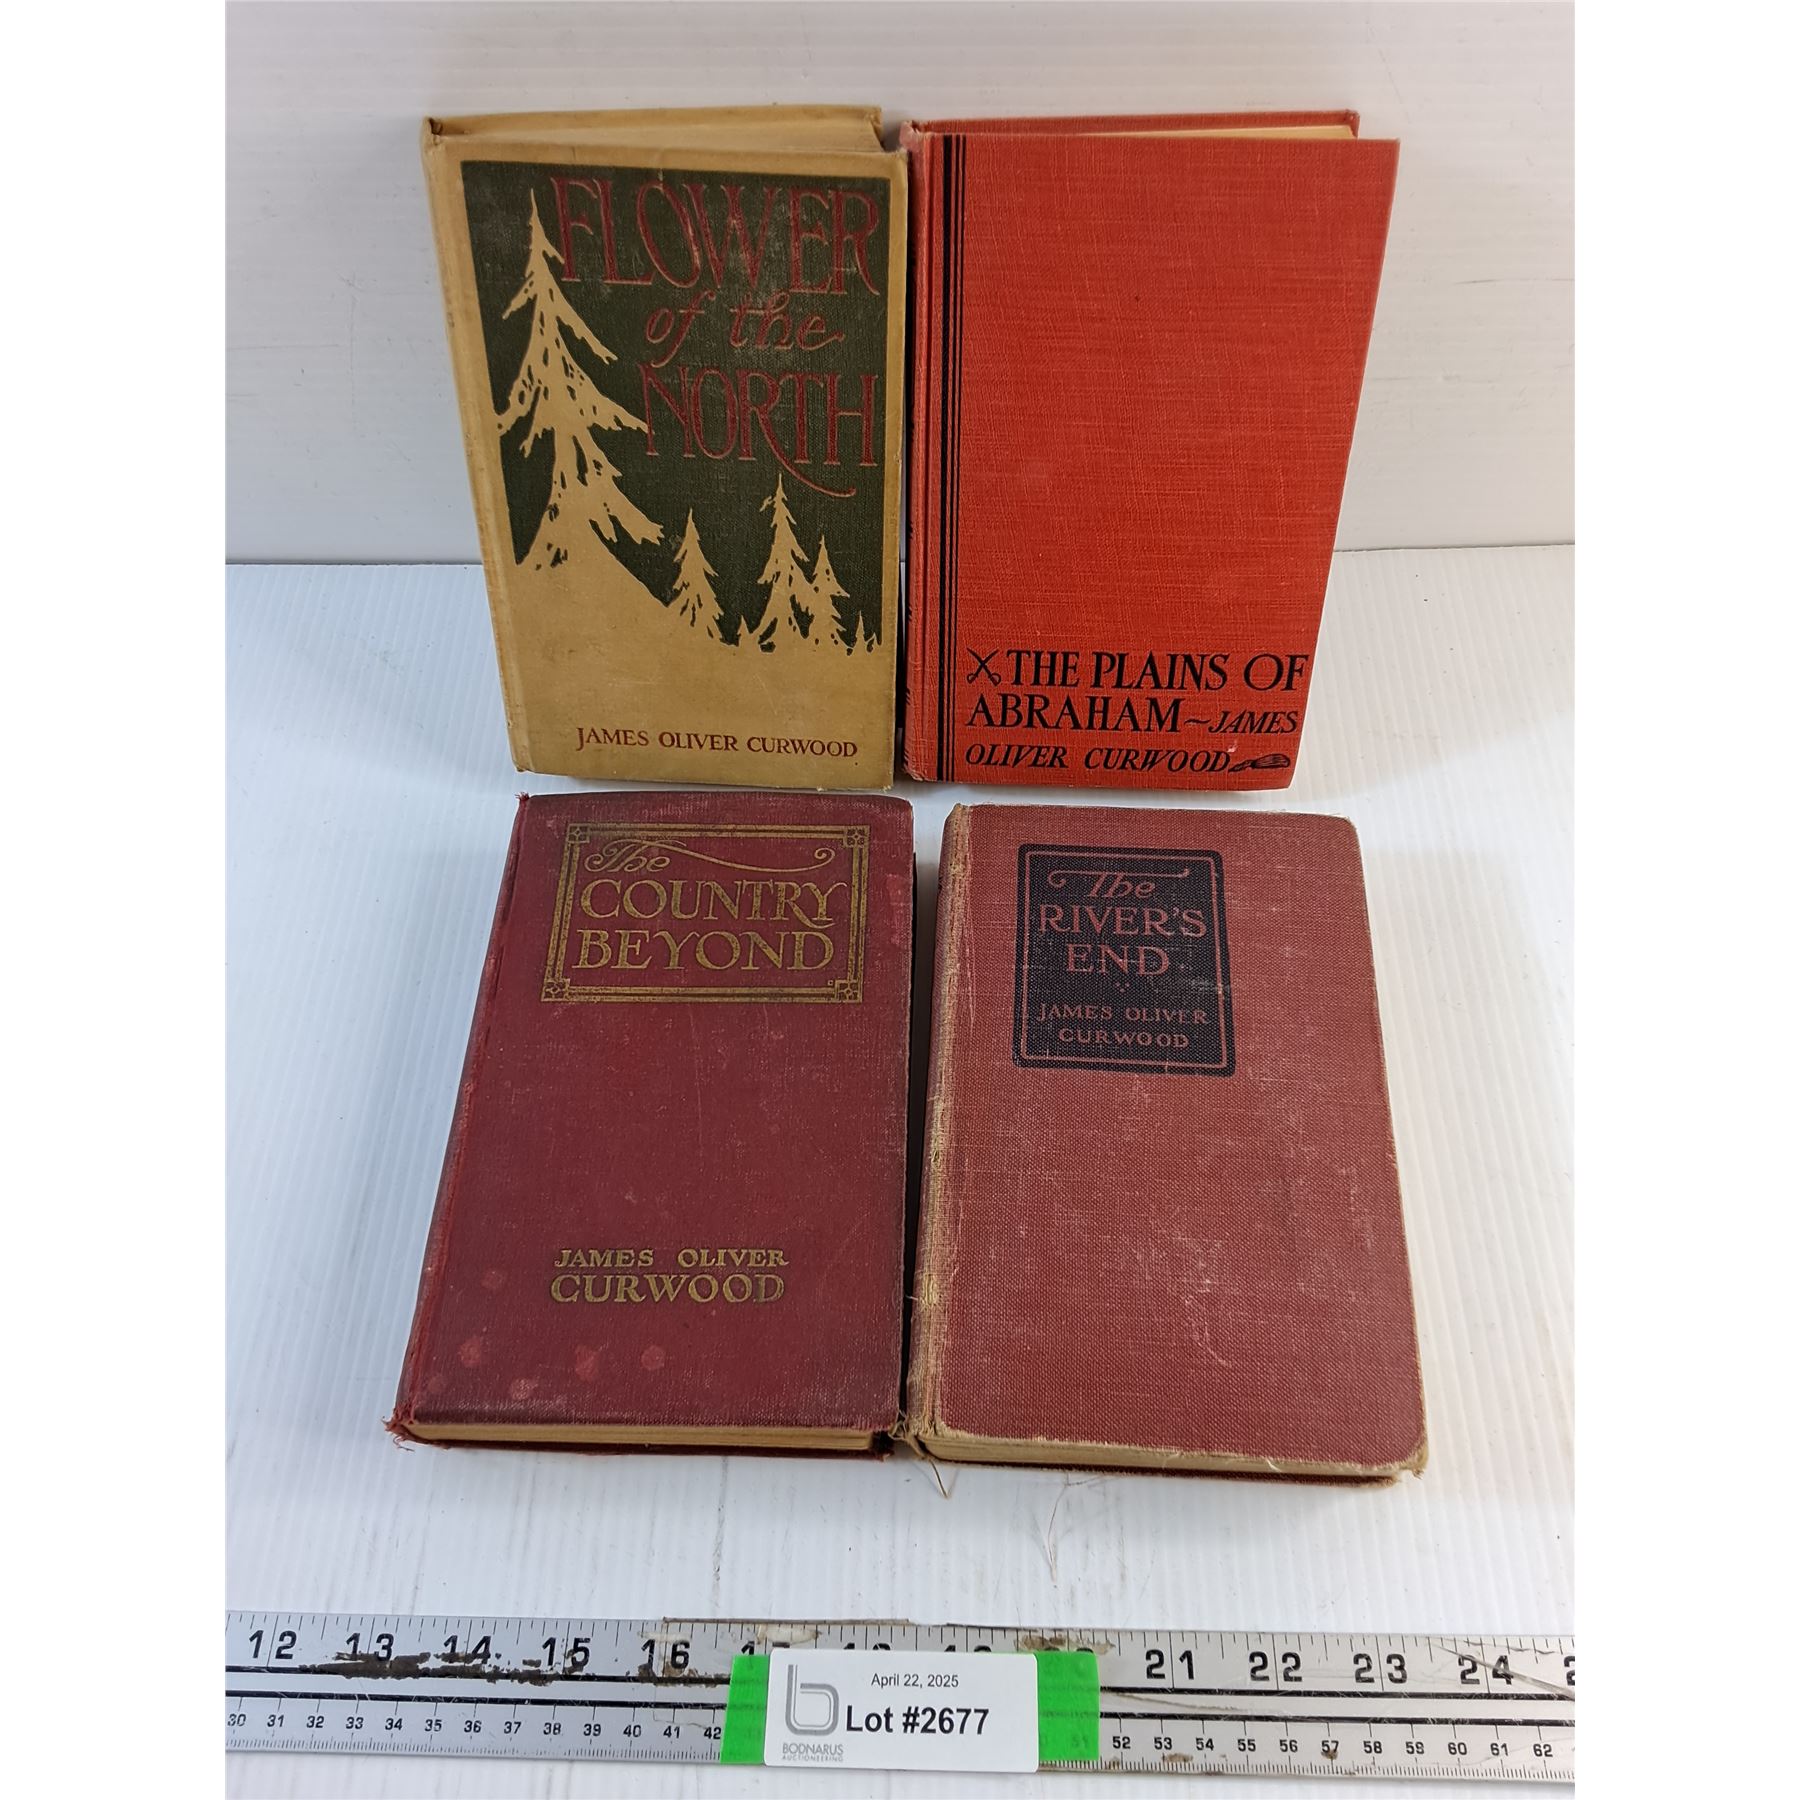 FLOWER
of the
NORTH
JAMES OLIVER CURWOOD
THE PLAINS OF
ABRAHAM~JAMES
OLIVER CURWOOD
The
COUNTRY
BEYOND
JAMES OLIVER
CURWOOD
The
RIVER'S
END
JAMES OLIVER
CURWOOD
12 13 14 15 16 21 22 23 24
30 31 32 33 34 35 36 37 38 39 40 41 42 51 52 53 54 55 56 57 58 59 60 61 62
April 22, 2025
b
Lot #2677
BODNARUS
AUCTIONEERING